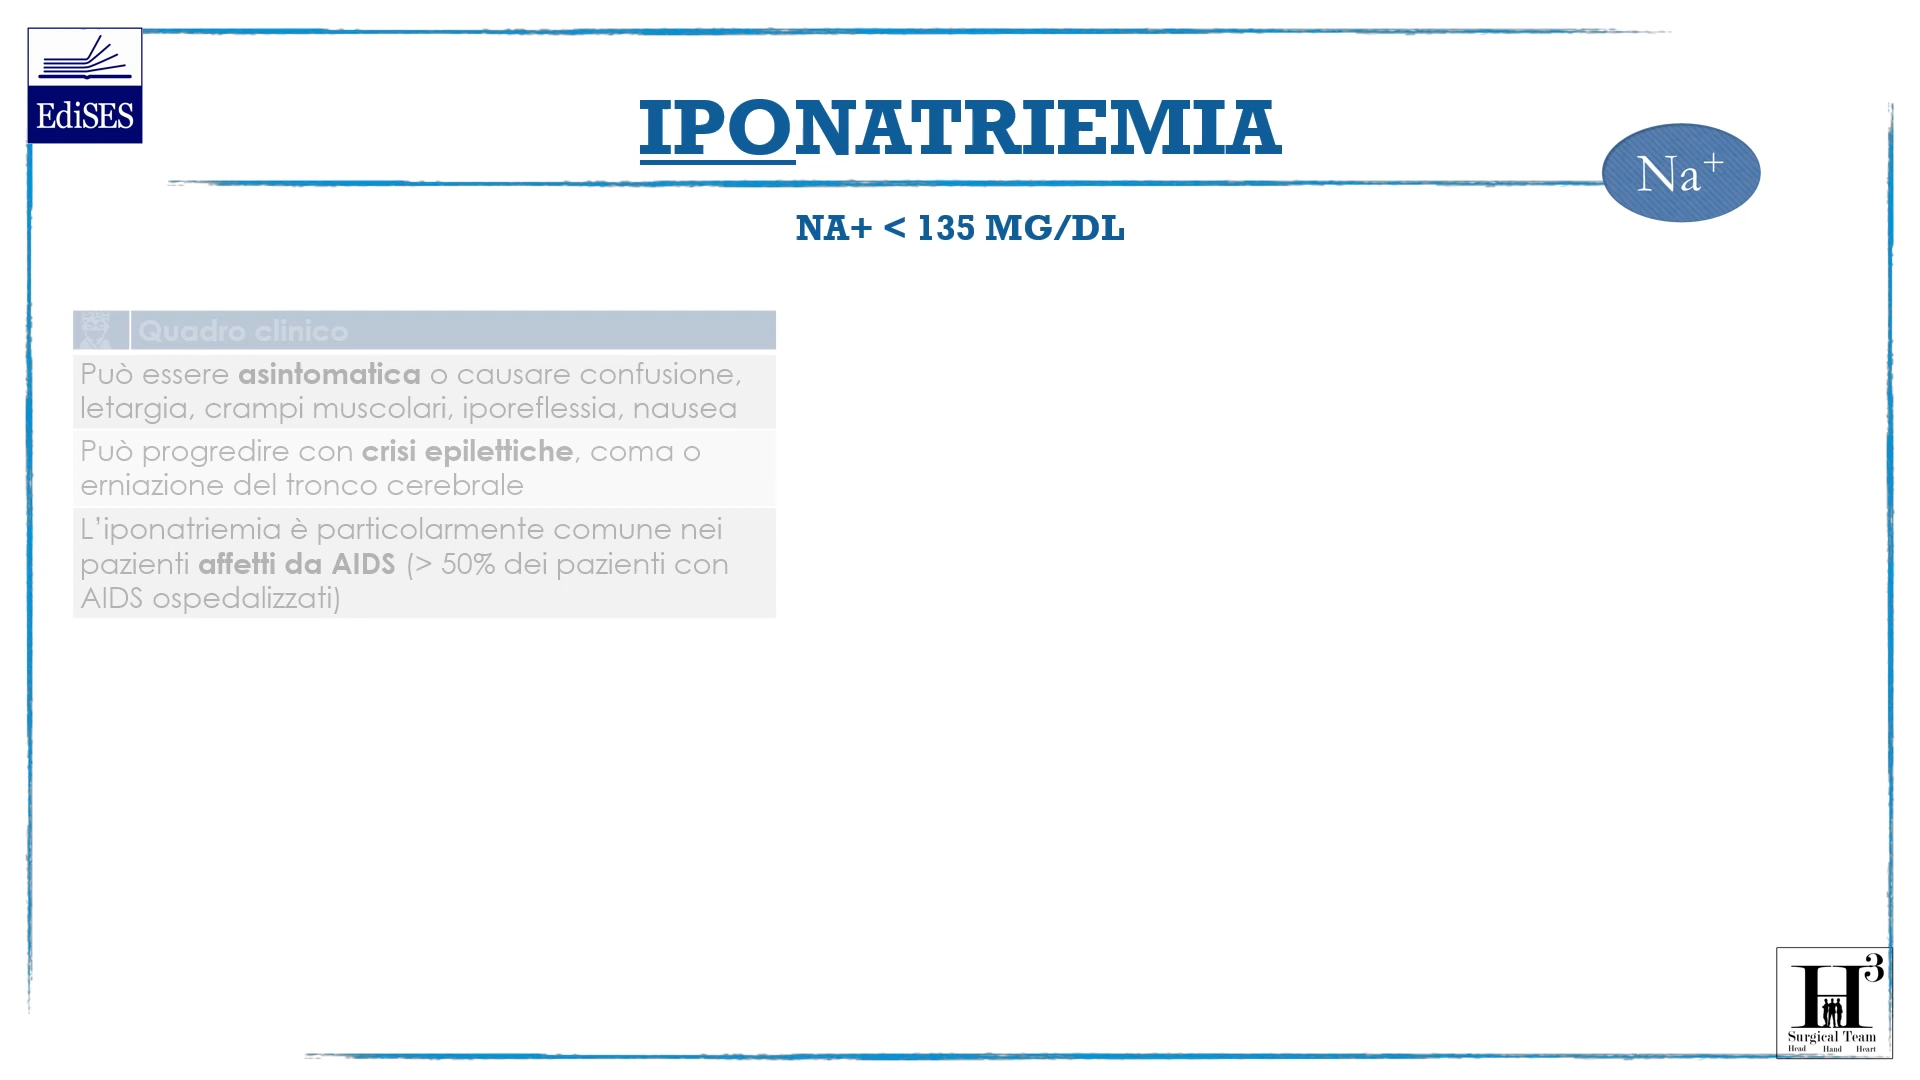 EdiSES
IPONATRIEMIA
Na+
NA+ < 135 MG/DL
Quadro clinico
Può essere asintomatica o causare confusione,
letargia, crampi muscolari, iporeflessia, nausea
Può progredire con crisi epilettiche, coma o
erniazione del tronco cerebrale
L’iponatriemia è particolarmente comune nei
pazienti affetti da AIDS (> 50% dei pazienti con
AIDS ospedalizzati)
H3
Surgical Team
Head Hand Heart